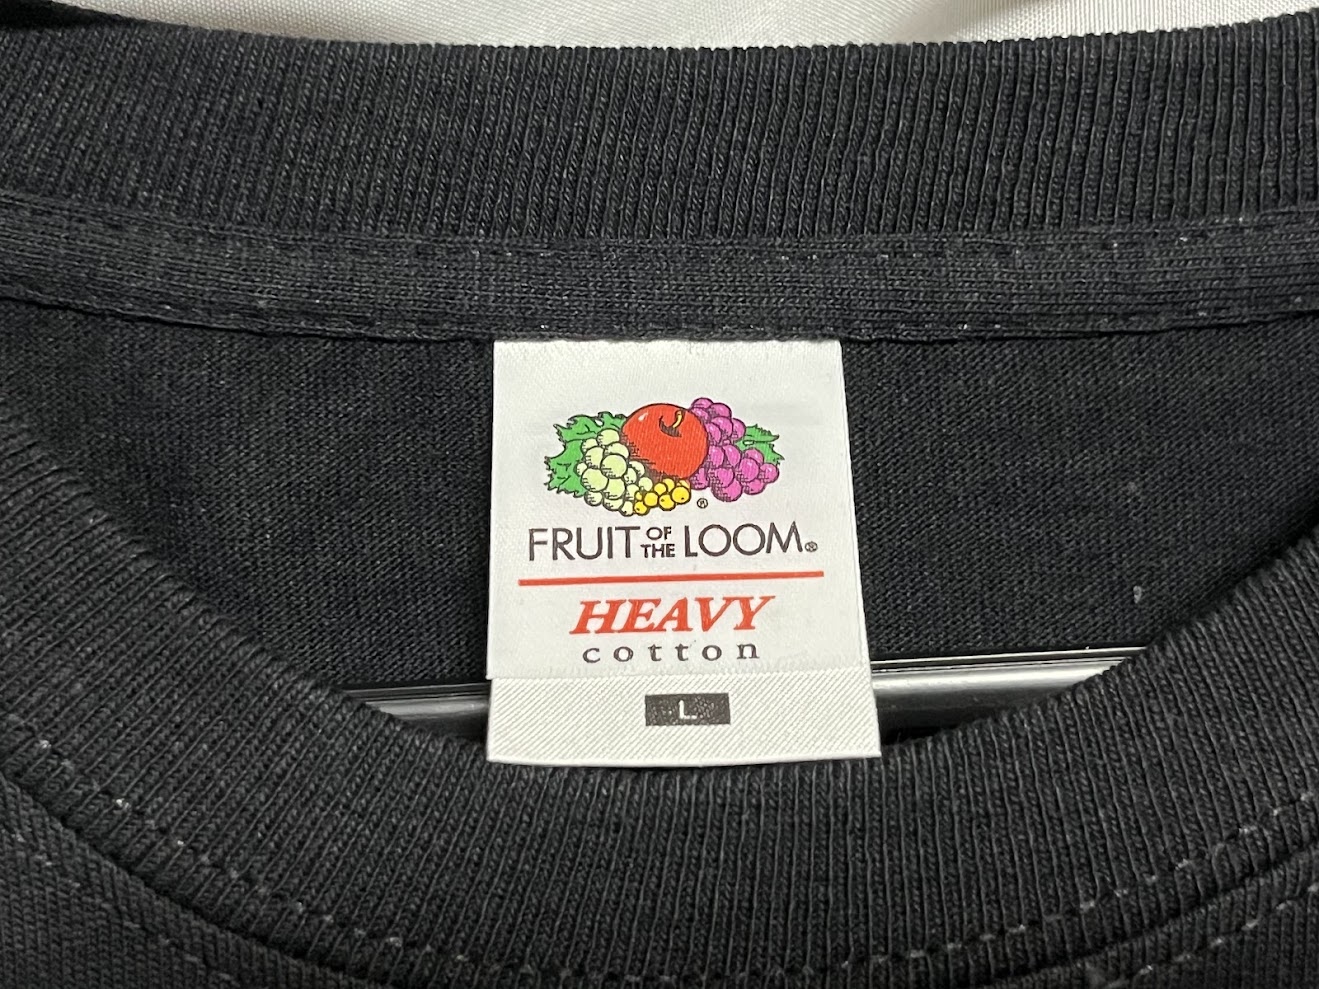 ®
FRUIT OF THE LOOM®
HEAVY
cotton
L